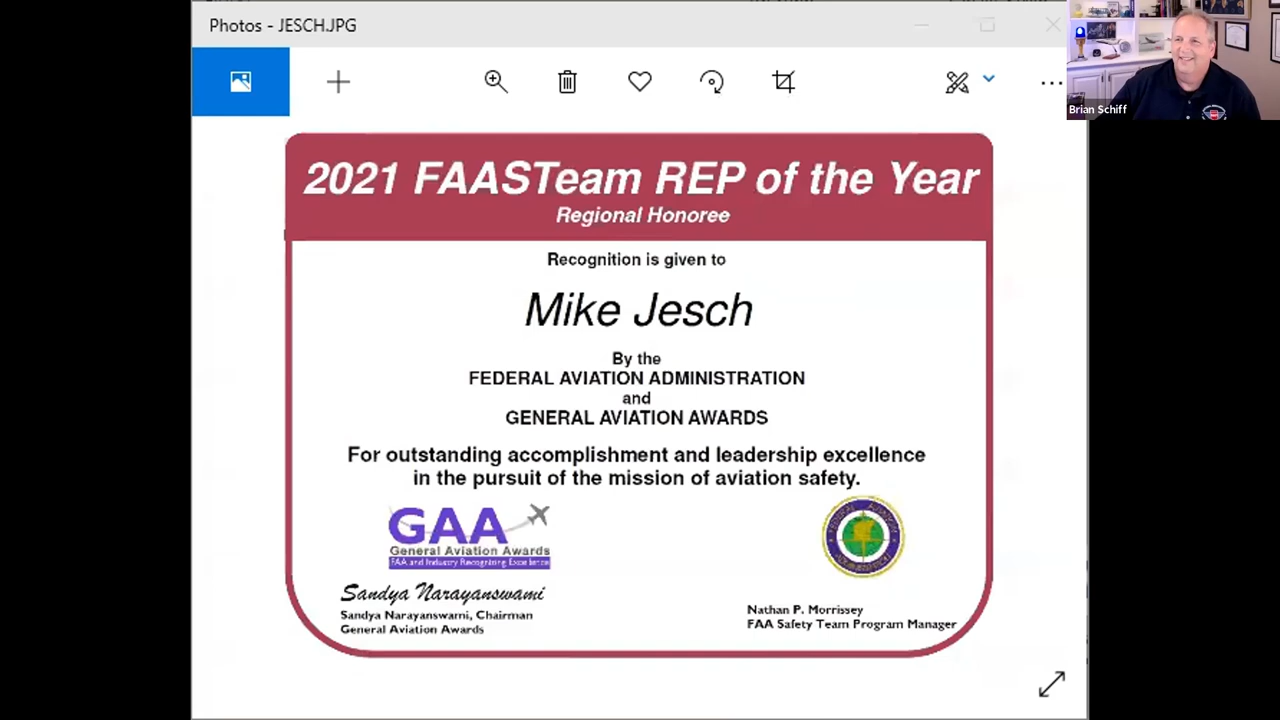 Photos - JESCH.JPG
Brian Schiff
2021 FAASTeam REP of the Year
Regional Honoree
Recognition is given to
Mike Jesch
By the
FEDERAL AVIATION ADMINISTRATION
and
GENERAL AVIATION AWARDS
For outstanding accomplishment and leadership excellence
in the pursuit of the mission of aviation safety.
GAA
General Aviation Awards
FAA and Industry Recognizing Excellence
FEDERAL AVIATION
ADMINISTRATION
Sandya Narayanswami
Sandya Narayanswami, Chairman
General Aviation Awards
Nathan P. Morrissey
FAA Safety Team Program Manager